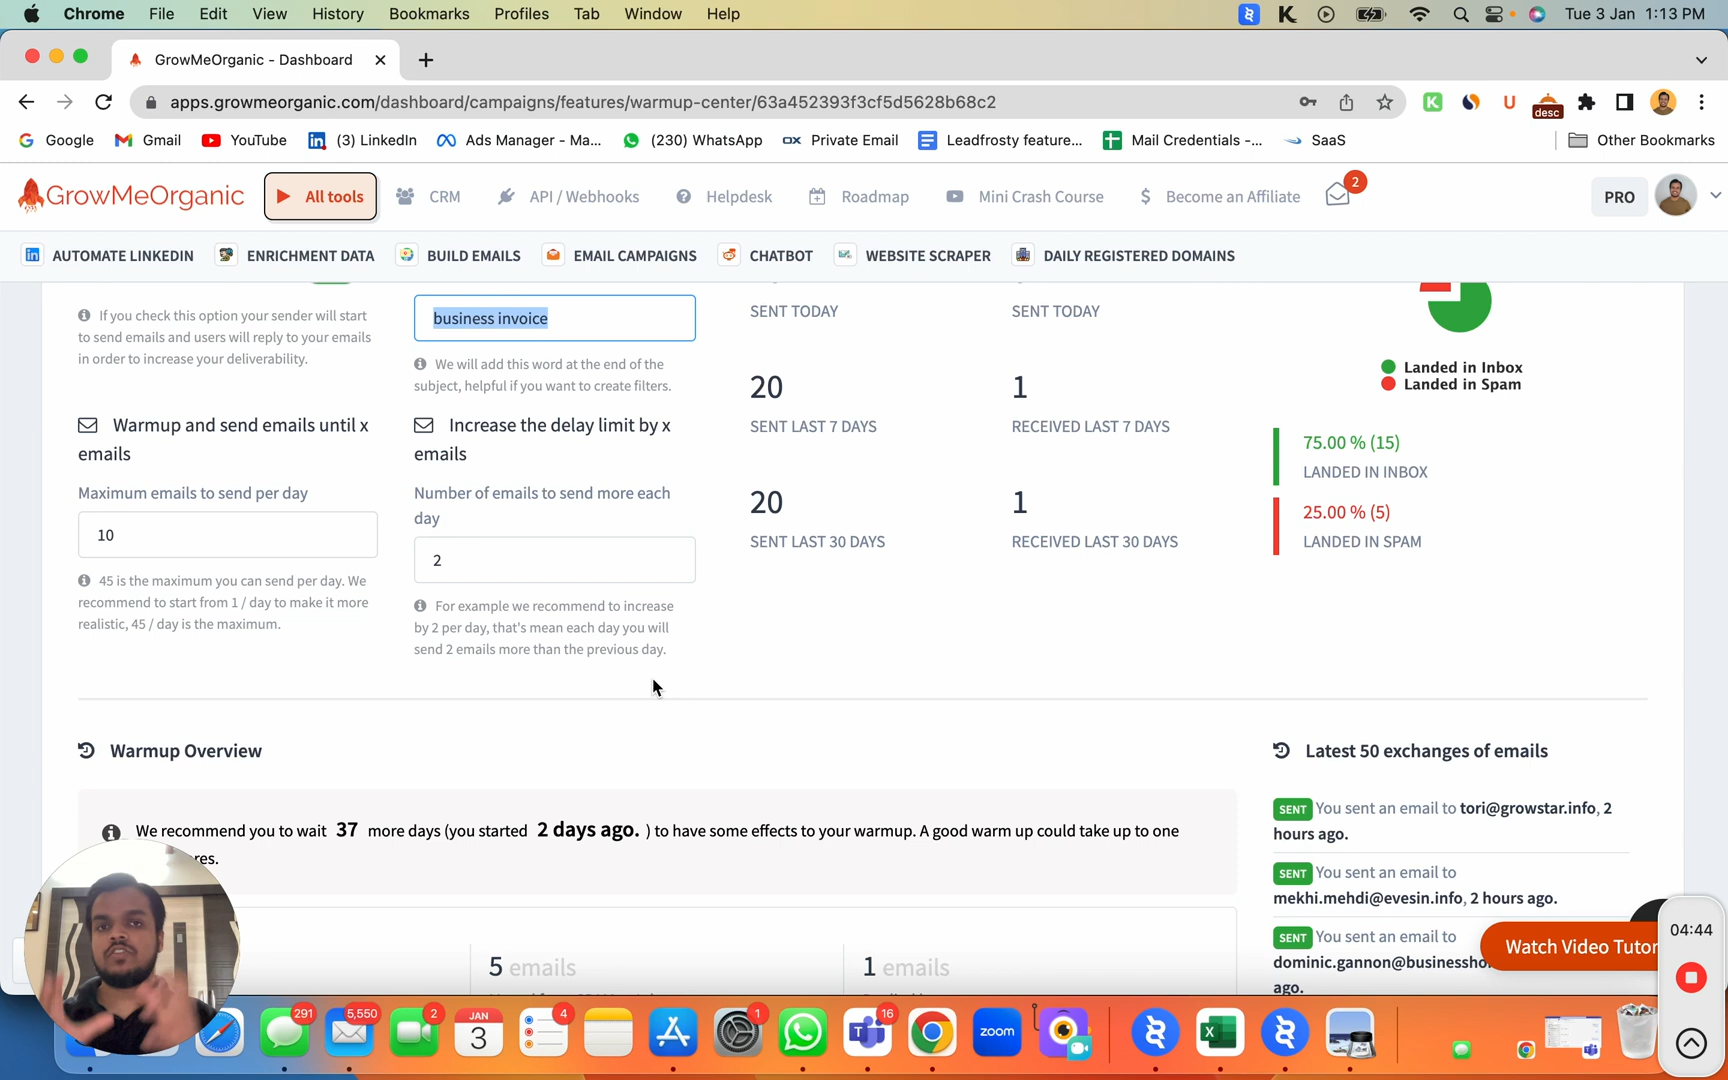 Chrome File Edit View History Bookmarks Profiles Tab Window Help Tue 3 Jan 1:13 PM
GrowMeOrganic - Dashboard
apps.growmeorganic.com/dashboard/campaigns/features/warmup-center/63a452393f3cf5d5628b68c2
desc
Google Gmail YouTube (3) LinkedIn Ads Manager - Ma... (230) WhatsApp Private Email Leadfrosty feature... Mail Credentials -... SaaS Other Bookmarks
GrowMeOrganic All tools CRM API / Webhooks Helpdesk Roadmap Mini Crash Course Become an Affiliate 2 PRO
AUTOMATE LINKEDIN ENRICHMENT DATA BUILD EMAILS EMAIL CAMPAIGNS CHATBOT WEBSITE SCRAPER DAILY REGISTERED DOMAINS
If you check this option your sender will start
to send emails and users will reply to your emails
in order to increase your deliverability.
business invoice
We will add this word at the end of the
subject, helpful if you want to create filters.
Warmup and send emails until x
emails
Maximum emails to send per day
10
45 is the maximum you can send per day. We
recommend to start from 1 / day to make it more
realistic, 45 / day is the maximum.
Increase the delay limit by x
emails
Number of emails to send more each
day
2
For example we recommend to increase
by 2 per day, that's mean each day you will
send 2 emails more than the previous day.
SENT TODAY
20
SENT LAST 7 DAYS
20
SENT LAST 30 DAYS
SENT TODAY
1
RECEIVED LAST 7 DAYS
1
RECEIVED LAST 30 DAYS
Landed in Inbox
Landed in Spam
75.00 % (15)
LANDED IN INBOX
25.00 % (5)
LANDED IN SPAM
Warmup Overview
We recommend you to wait 37 more days (you started 2 days ago. ) to have some effects to your warmup. A good warm up could take up to one
res.
5 emails
1 emails
Latest 50 exchanges of emails
SENT You sent an email to tori@growstar.info, 2
hours ago.
SENT You sent an email to
mekhi.mehdi@evesin.info, 2 hours ago.
SENT You sent an email to
dominic.gannon@businessho
ago.
Watch Video Tutor
04:44
291 5,550 2 JAN 3 4 1 16 zoom